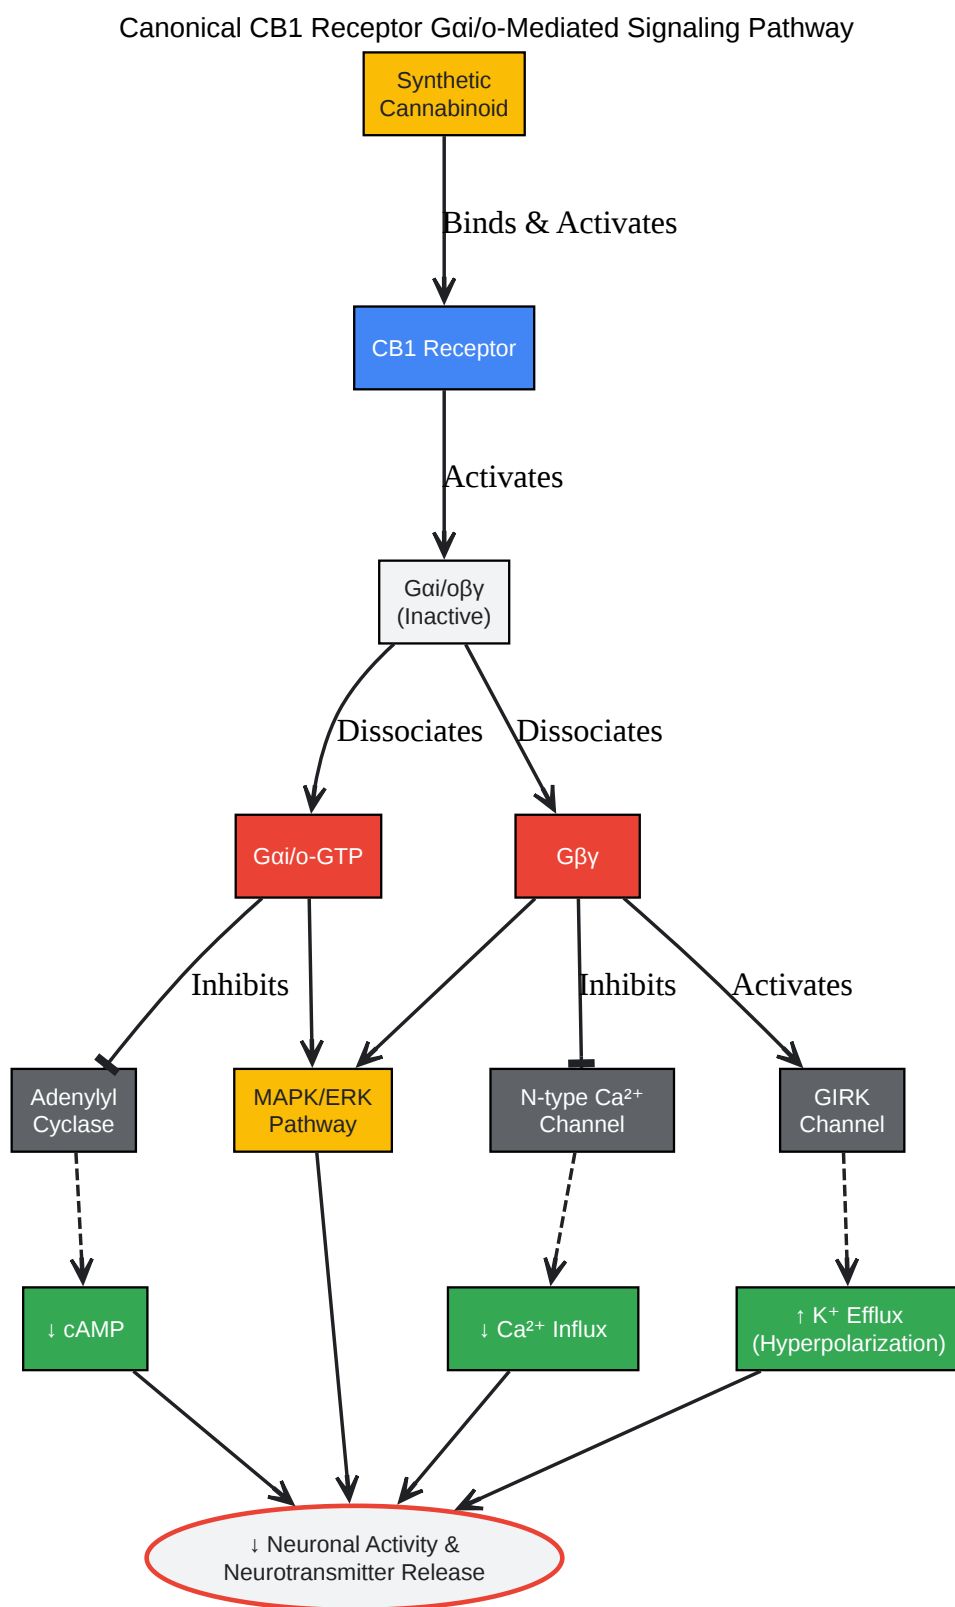 Canonical CB1 Receptor Gαi/o-Mediated Signaling Pathway
Synthetic
Cannabinoid
Binds & Activates
CB1 Receptor
Activates
Gαi/oβγ
(Inactive)
Dissociates
Dissociates
Gαi/o-GTP
Gβγ
Inhibits
Inhibits
Activates
Adenylyl
Cyclase
MAPK/ERK
Pathway
N-type Ca²⁺
Channel
GIRK
Channel
↓ cAMP
↓ Ca²⁺ Influx
↑ K⁺ Efflux
(Hyperpolarization)
↓ Neuronal Activity &
Neurotransmitter Release